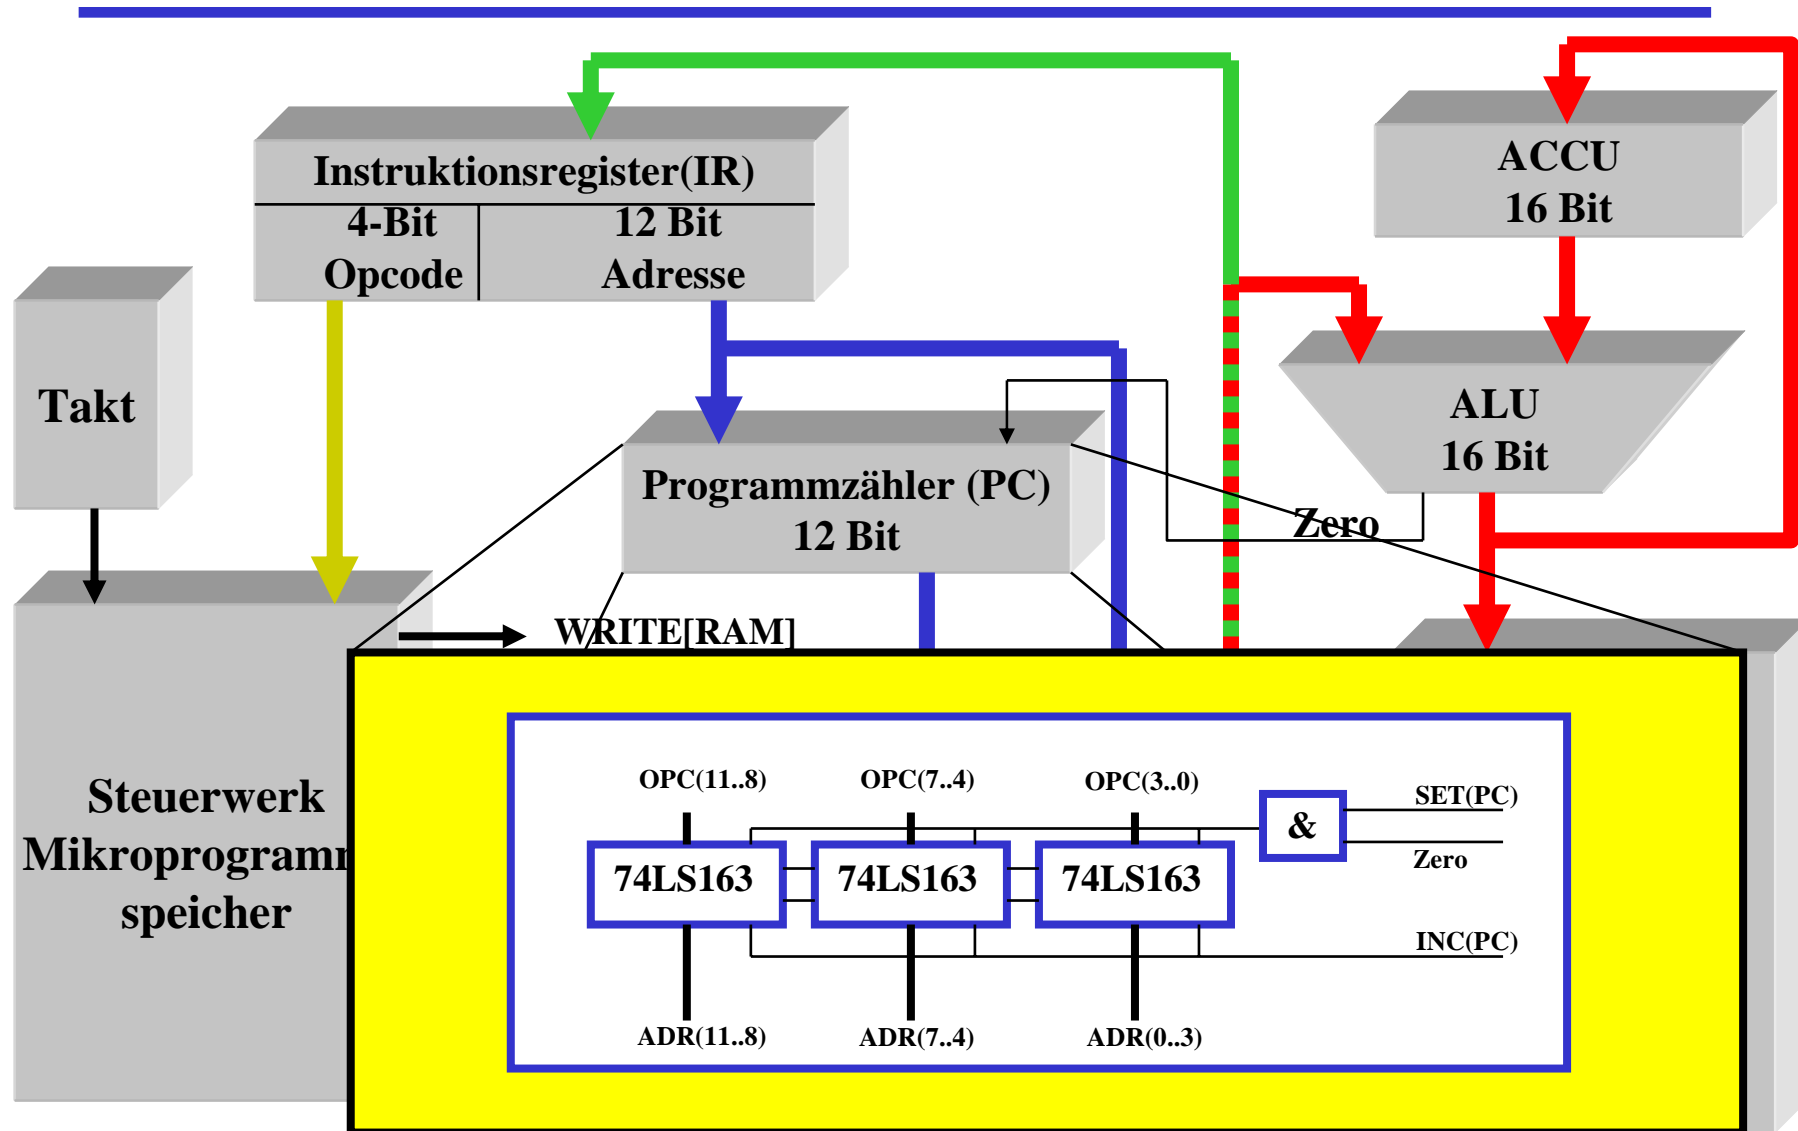 Instruktionsregister(IR)
4-Bit
Opcode
12 Bit
Adresse
ACCU
16 Bit
Takt
ALU
16 Bit
Programmzähler (PC)
12 Bit
Zero
WRITE[RAM]
Steuerwerk
Mikroprogramm
speicher
OPC(11..8)
OPC(7..4)
OPC(3..0)
SET(PC)
&
Zero
74LS163
74LS163
74LS163
INC(PC)
ADR(11..8)
ADR(7..4)
ADR(0..3)